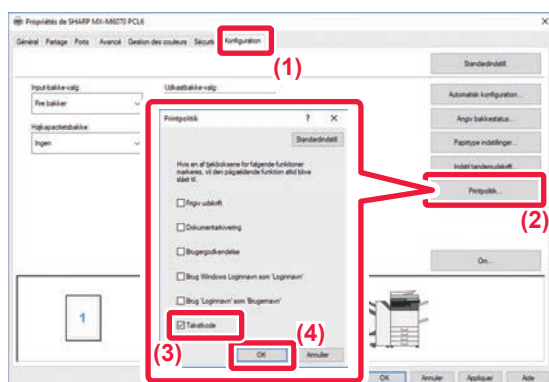 Propriétés de SHARP MX-M6070 PCL6
Général Partage Ports Avancé Gestion des couleurs Sécurité Konfiguration
(1)
Standardindstil.
Input bakke-valg:
Udkastbakke-valg:
Fire bakker
Automatisk konfiguration...
Printpolitik ? ×
Angiv bakkestatus...
Højkapacitetsbakke:
Standardindstil.
Ingen
Papirtype indstillinger...
Hvis en af tjekboksene for følgende funktioner
markeres, vil den pågældende funktion altid blive
slået til.
Indstil tandemudskrift...
Printpolitik...
Frigiv udskrift
(2)
Dokumentarkivering
Brugergodkendelse
Om...
Brug Windows Loginnavn som 'Loginnavn'
Brug 'Loginnavn' som 'Brugernavn'
1
Takstkode
(4)
(3)
OK Annuller
OK Annuler Appliquer Aide